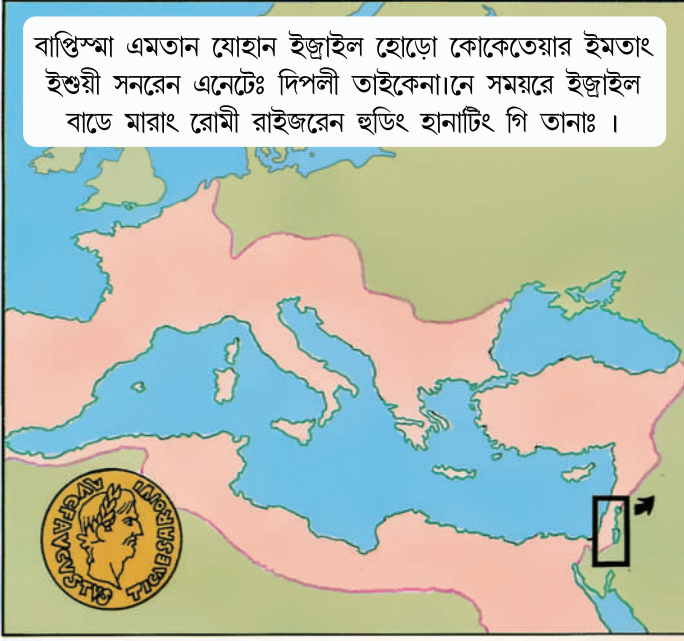 বাপ্তিস্মা এমতান যোহান ইজ্রাইল হোড়ো কোকেতেয়ার ইমতাং
ইশুয়ী সনরেন এনেটেঃ দিপলী তাইকেনা।নে সময়রে ইজ্রাইল
বাডে মারাং রোমী রাইজরেন হুডিং হানাটিং গি তানাঃ ।